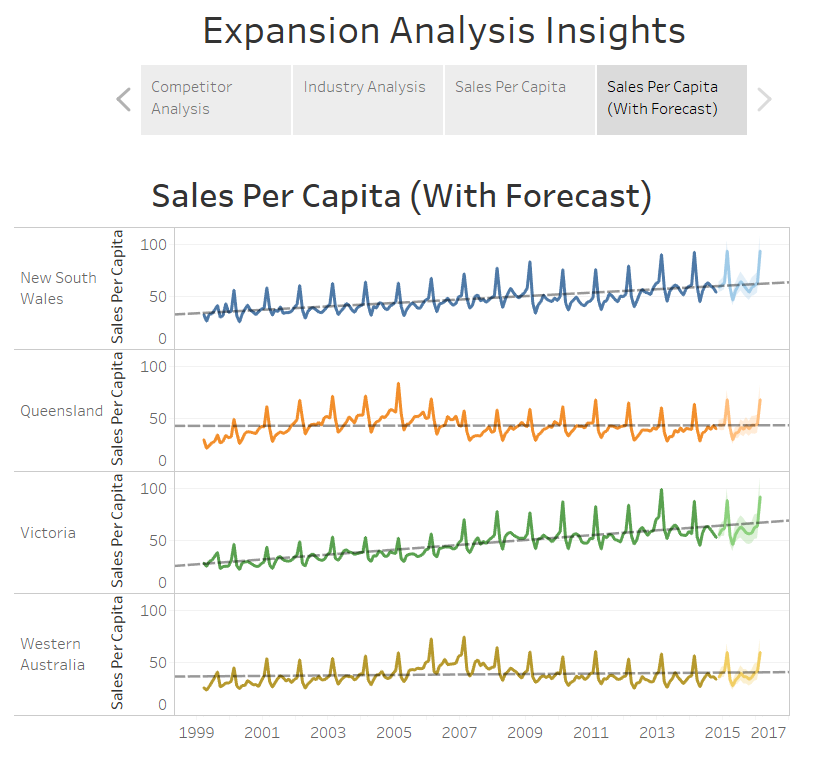 Expansion Analysis Insights
Competitor
Analysis
Industry Analysis
Sales Per Capita
Sales Per Capita
(With Forecast)
Sales Per Capita (With Forecast)
New South
Wales
Sales Per Capita
100
50
0
Queensland
Sales Per Capita
100
50
0
Victoria
Sales Per Capita
100
50
0
Western
Australia
Sales Per Capita
100
50
0
1999 2001 2003 2005 2007 2009 2011 2013 2015 2017